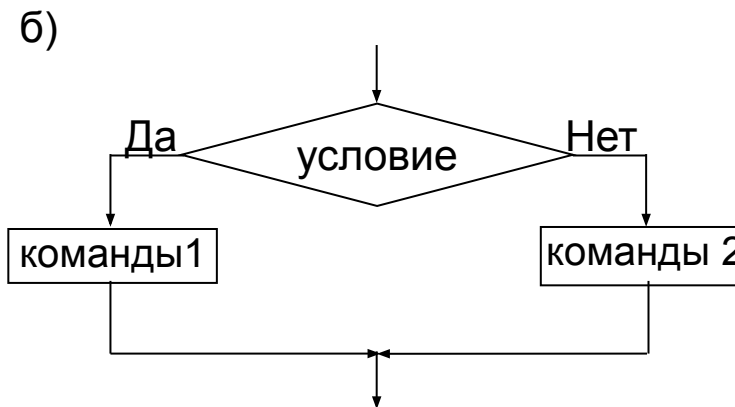 б)
Да
Нет
условие
команды1
команды 2